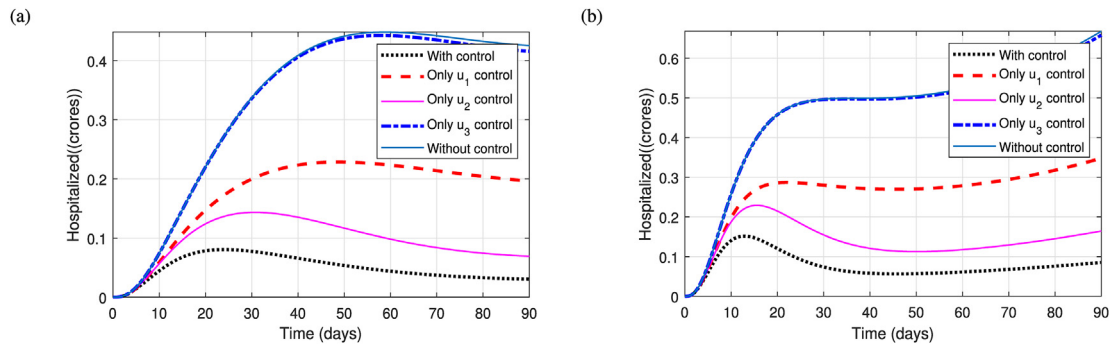 (a)
Hospitalized((crores))
0.4
0.3
0.2
0.1
0
0 10 20 30 40 50 60 70 80 90
Time (days)
With control
Only u1 control
Only u2 control
Only u3 control
Without control
(b)
Hospitalized((crores))
0.6
0.5
0.4
0.3
0.2
0.1
0
0 10 20 30 40 50 60 70 80 90
Time (days)
With control
Only u1 control
Only u2 control
Only u3 control
Without control